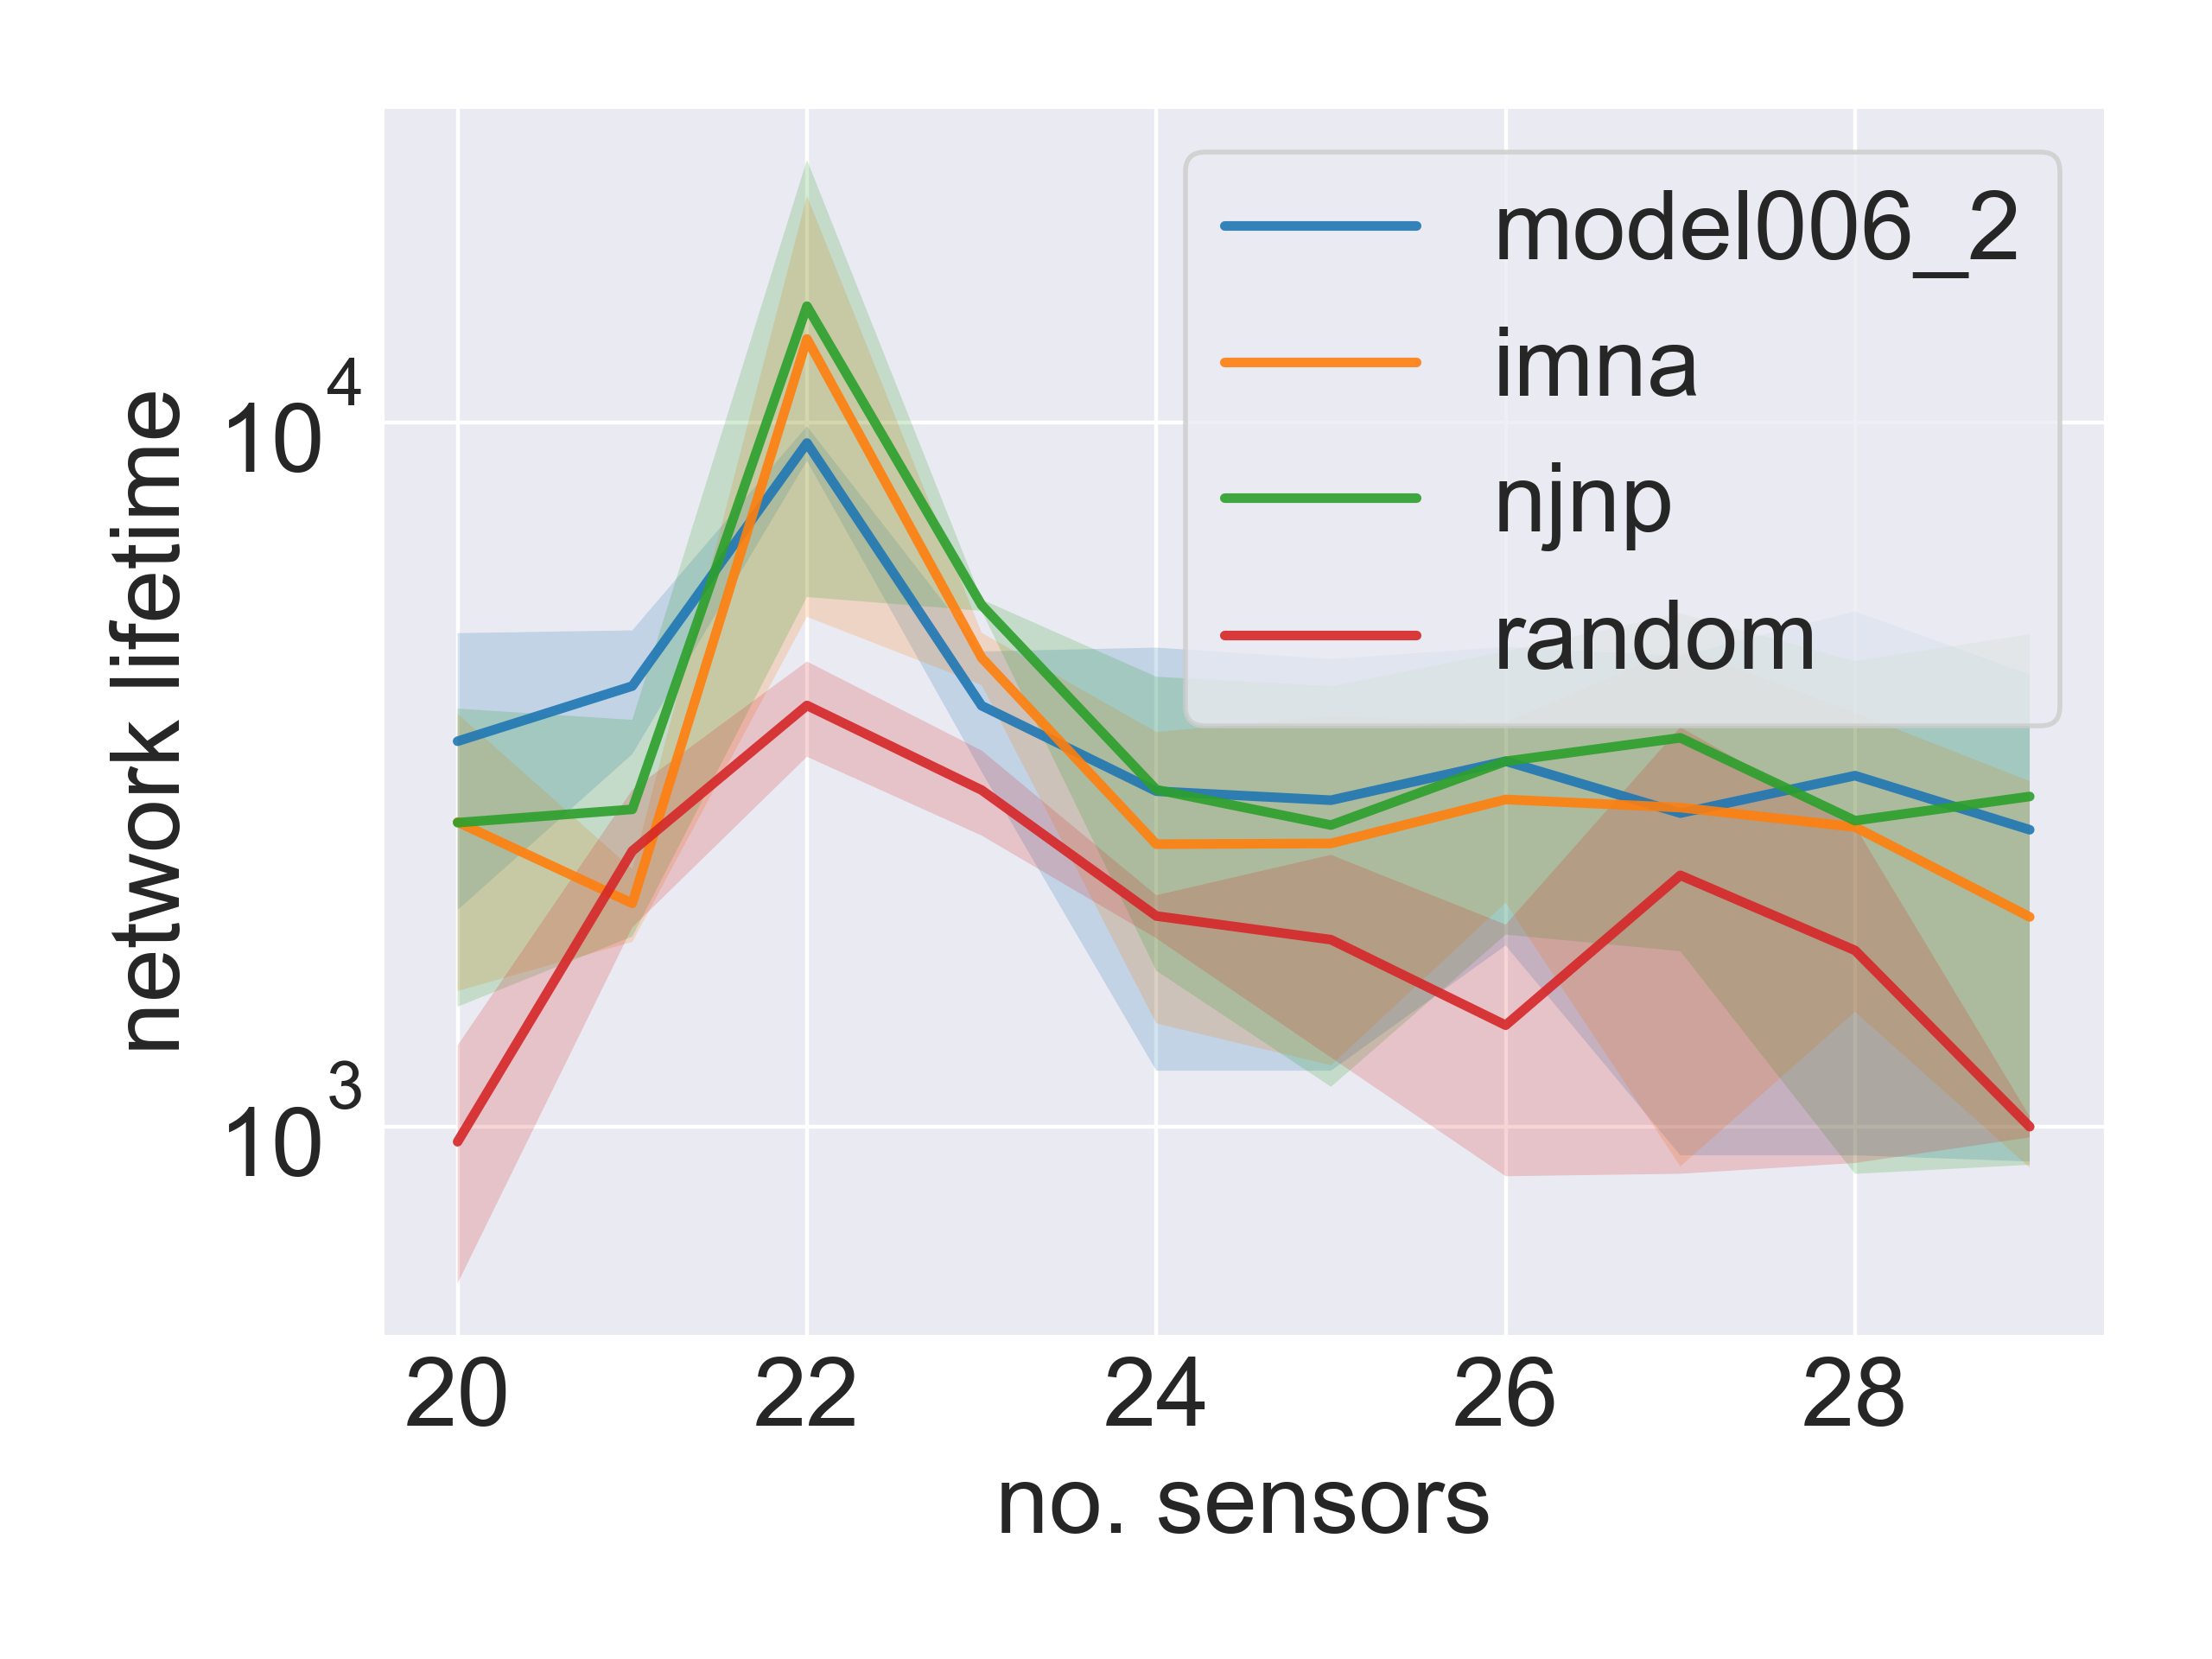 network lifetime
10^4
10^3
model006_2
imna
njnp
random
20 22 24 26 28
no. sensors